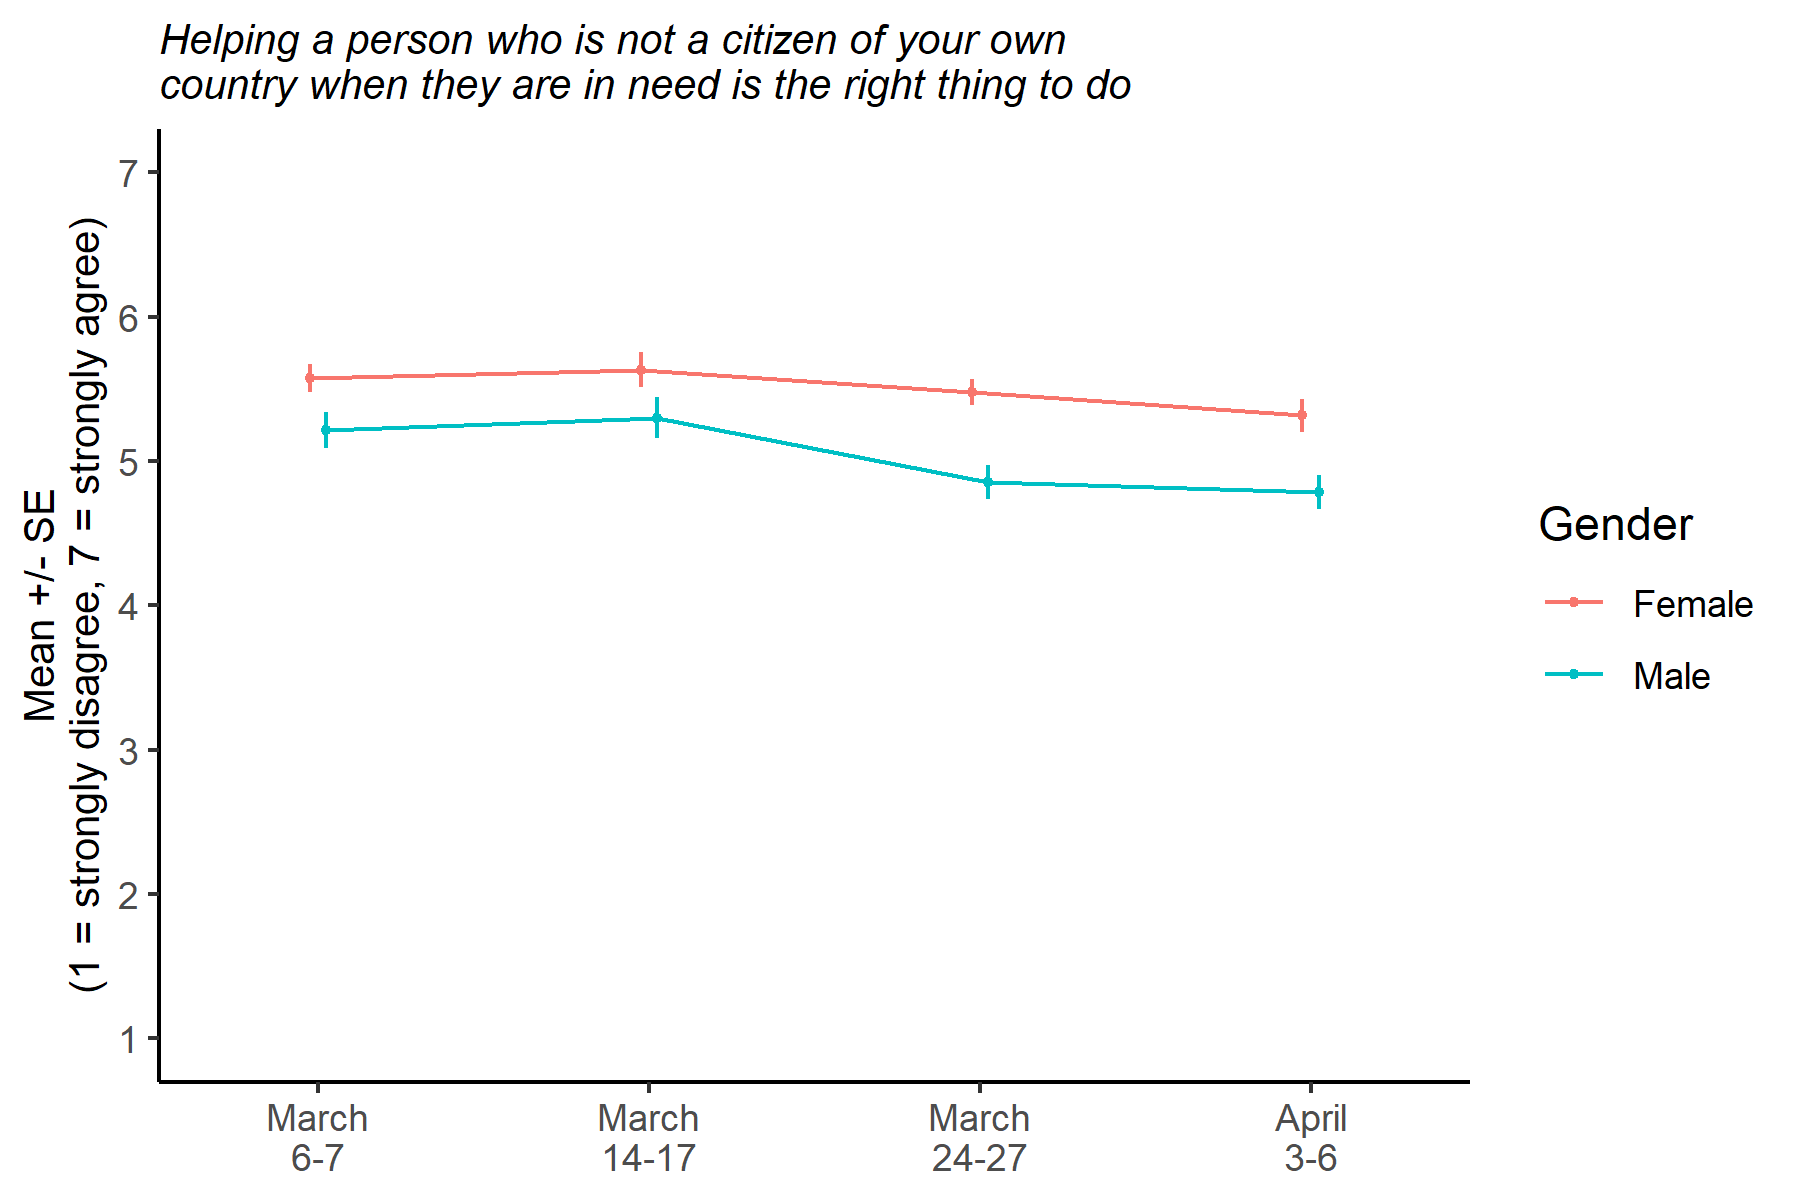 Helping a person who is not a citizen of your own
country when they are in need is the right thing to do
Mean +/- SE
(1 = strongly disagree, 7 = strongly agree)
7
6
5
4
3
2
1
March
6-7
March
14-17
March
24-27
April
3-6
Gender
Female
Male